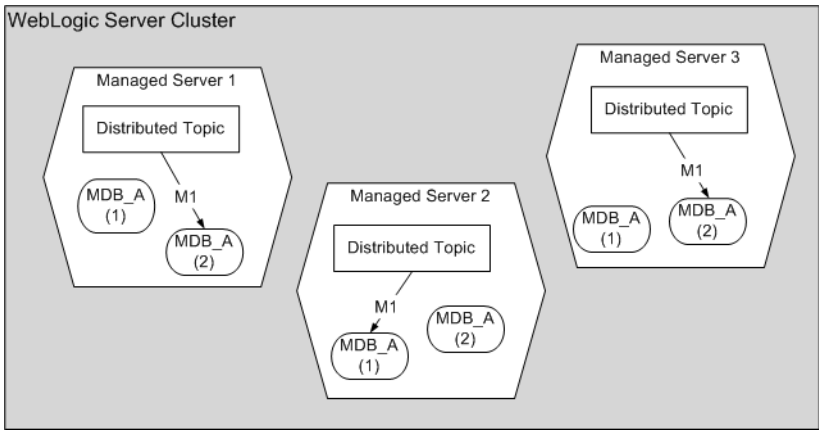 WebLogic Server Cluster
Managed Server 1
Distributed Topic
M1
MDB_A
(1)
MDB_A
(2)
Managed Server 2
Distributed Topic
M1
MDB_A
(1)
MDB_A
(2)
Managed Server 3
Distributed Topic
M1
MDB_A
(1)
MDB_A
(2)